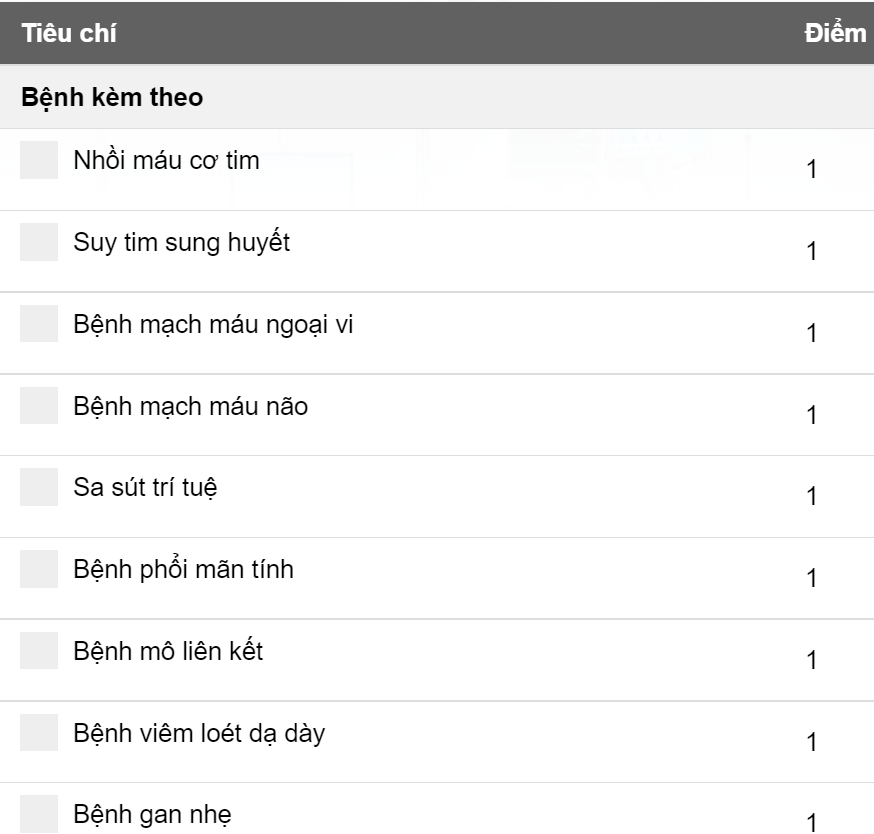 Tiêu chí Điểm
Bệnh kèm theo
Nhồi máu cơ tim 1
Suy tim sung huyết 1
Bệnh mạch máu ngoại vi 1
Bệnh mạch máu não 1
Sa sút trí tuệ 1
Bệnh phổi mãn tính 1
Bệnh mô liên kết 1
Bệnh viêm loét dạ dày 1
Bệnh gan nhẹ 1